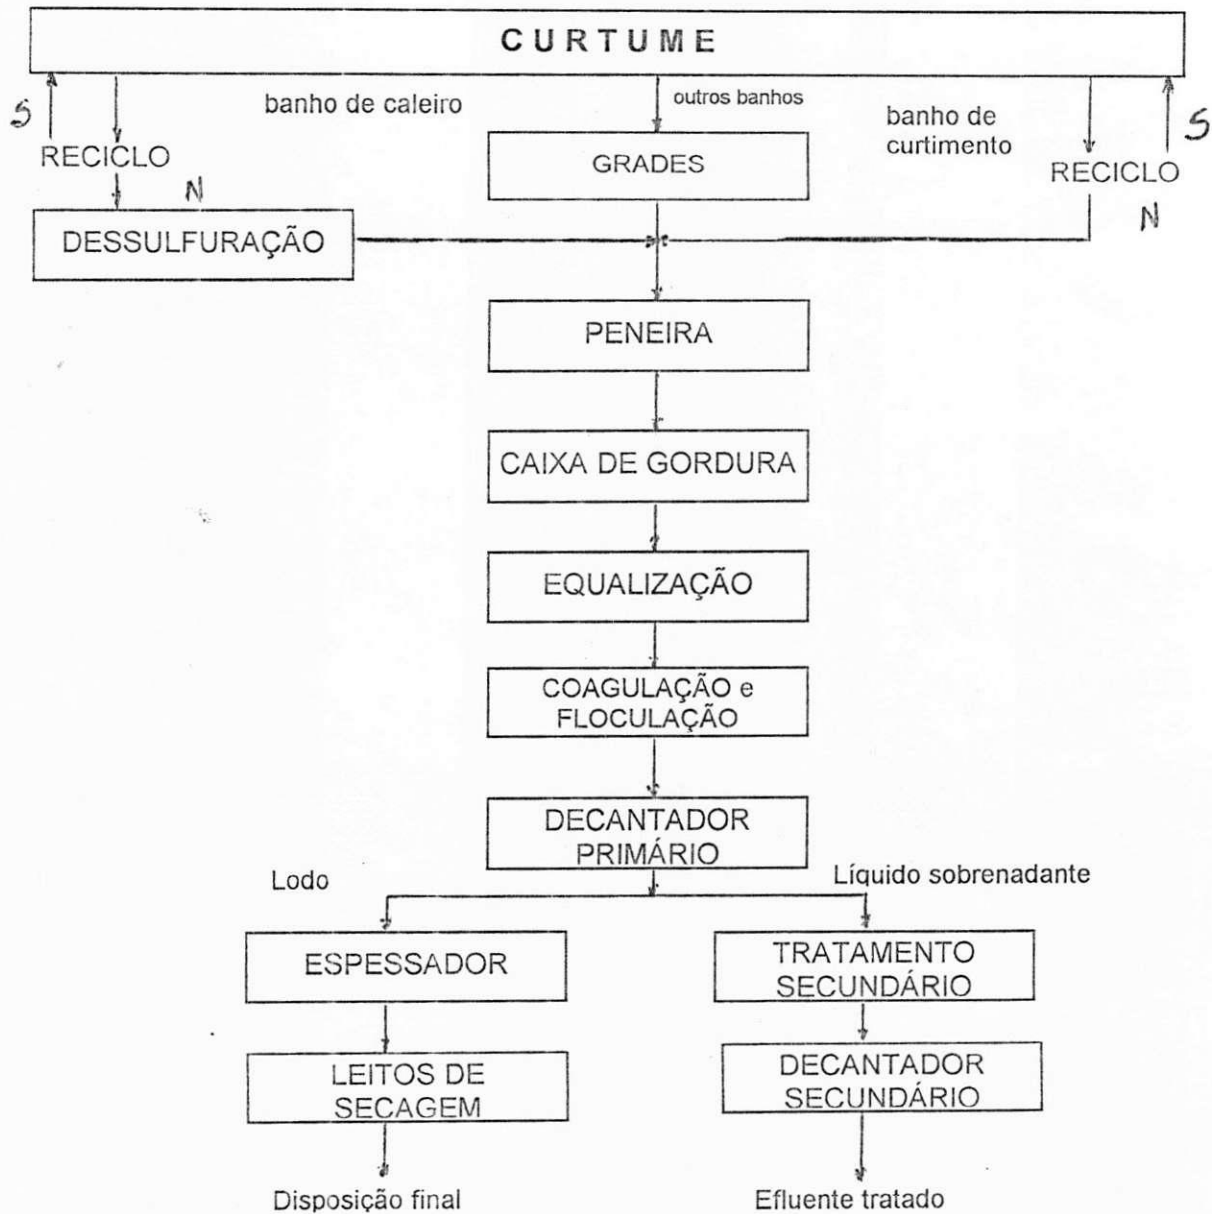 CURTUME
S
banho de caleiro
outros banhos
banho de
curtimento
S
RECICLO
GRADES
RECICLO
N
N
DESSULFURAÇÃO
PENEIRA
CAIXA DE GORDURA
EQUALIZAÇÃO
COAGULAÇÃO e
FLOCULAÇÃO
DECANTADOR
PRIMÁRIO
Lodo
Líquido sobrenadante
ESPESSADOR
TRATAMENTO
SECUNDÁRIO
LEITOS DE
SECAGEM
DECANTADOR
SECUNDÁRIO
Disposição final
Efluente tratado